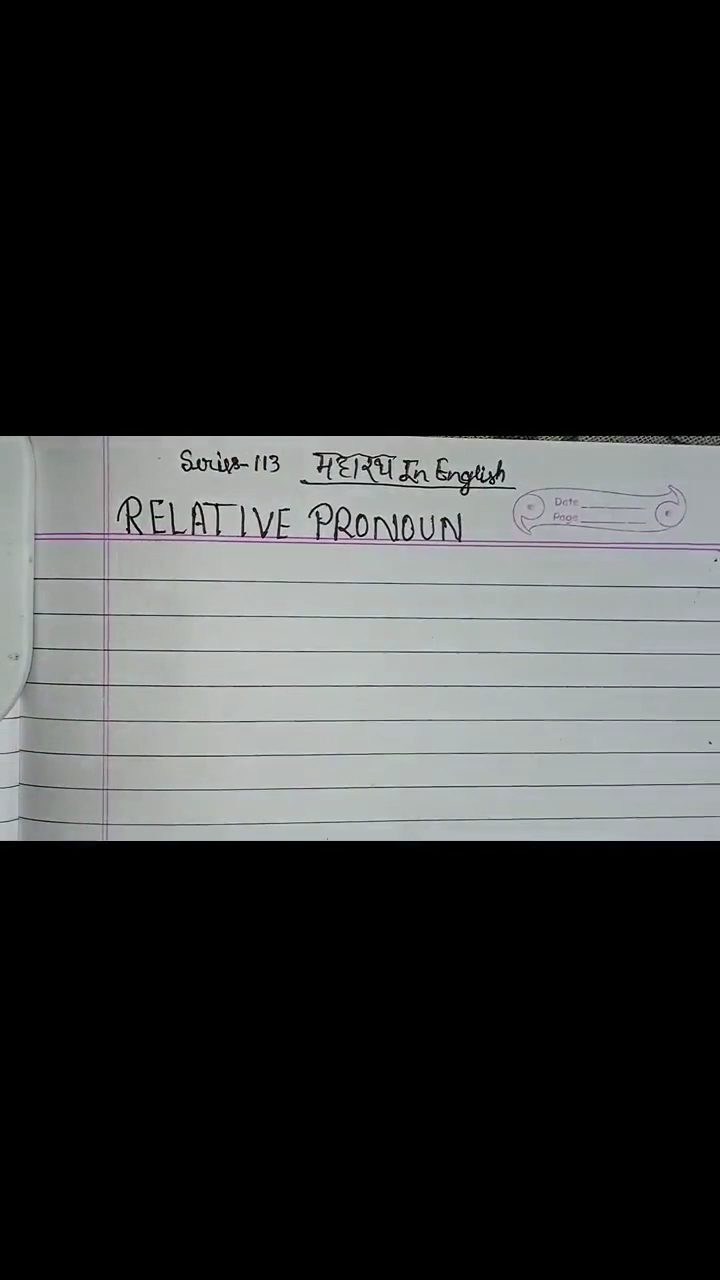 Series-113 महारथ In English
RELATIVE PRONOUN
Date
Page